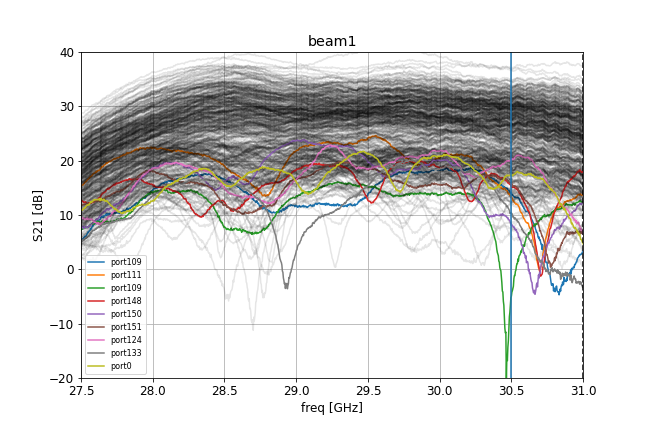 beam1
S21 [dB]
40
30
20
10
0
−10
−20
port109
port111
port109
port148
port150
port151
port124
port133
port0
27.5 28.0 28.5 29.0 29.5 30.0 30.5 31.0
freq [GHz]